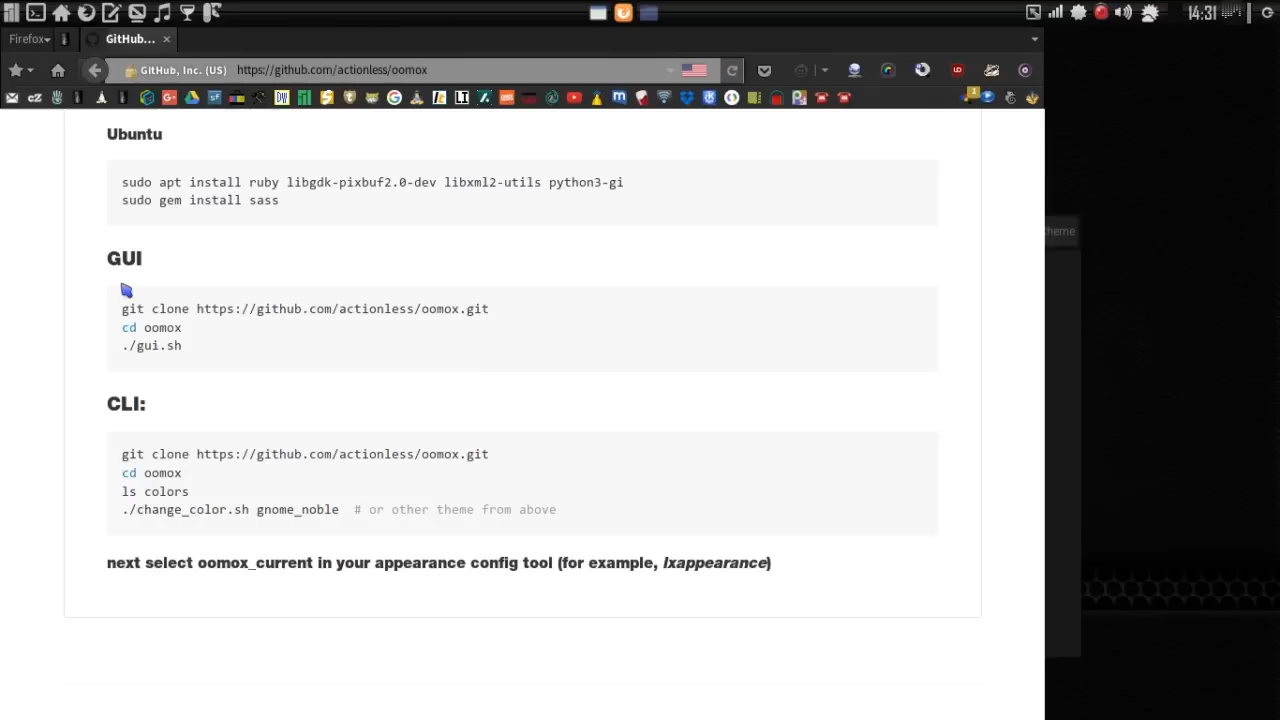 14:31
Firefox
GitHub...
GitHub, Inc. (US) https://github.com/actionless/oomox
Ubuntu
sudo apt install ruby libgdk-pixbuf2.0-dev libxml2-utils python3-gi
sudo gem install sass
GUI
git clone https://github.com/actionless/oomox.git
cd oomox
./gui.sh
CLI:
git clone https://github.com/actionless/oomox.git
cd oomox
ls colors
./change_color.sh gnome_noble # or other theme from above
next select oomox_current in your appearance config tool (for example, lxappearance)
heme